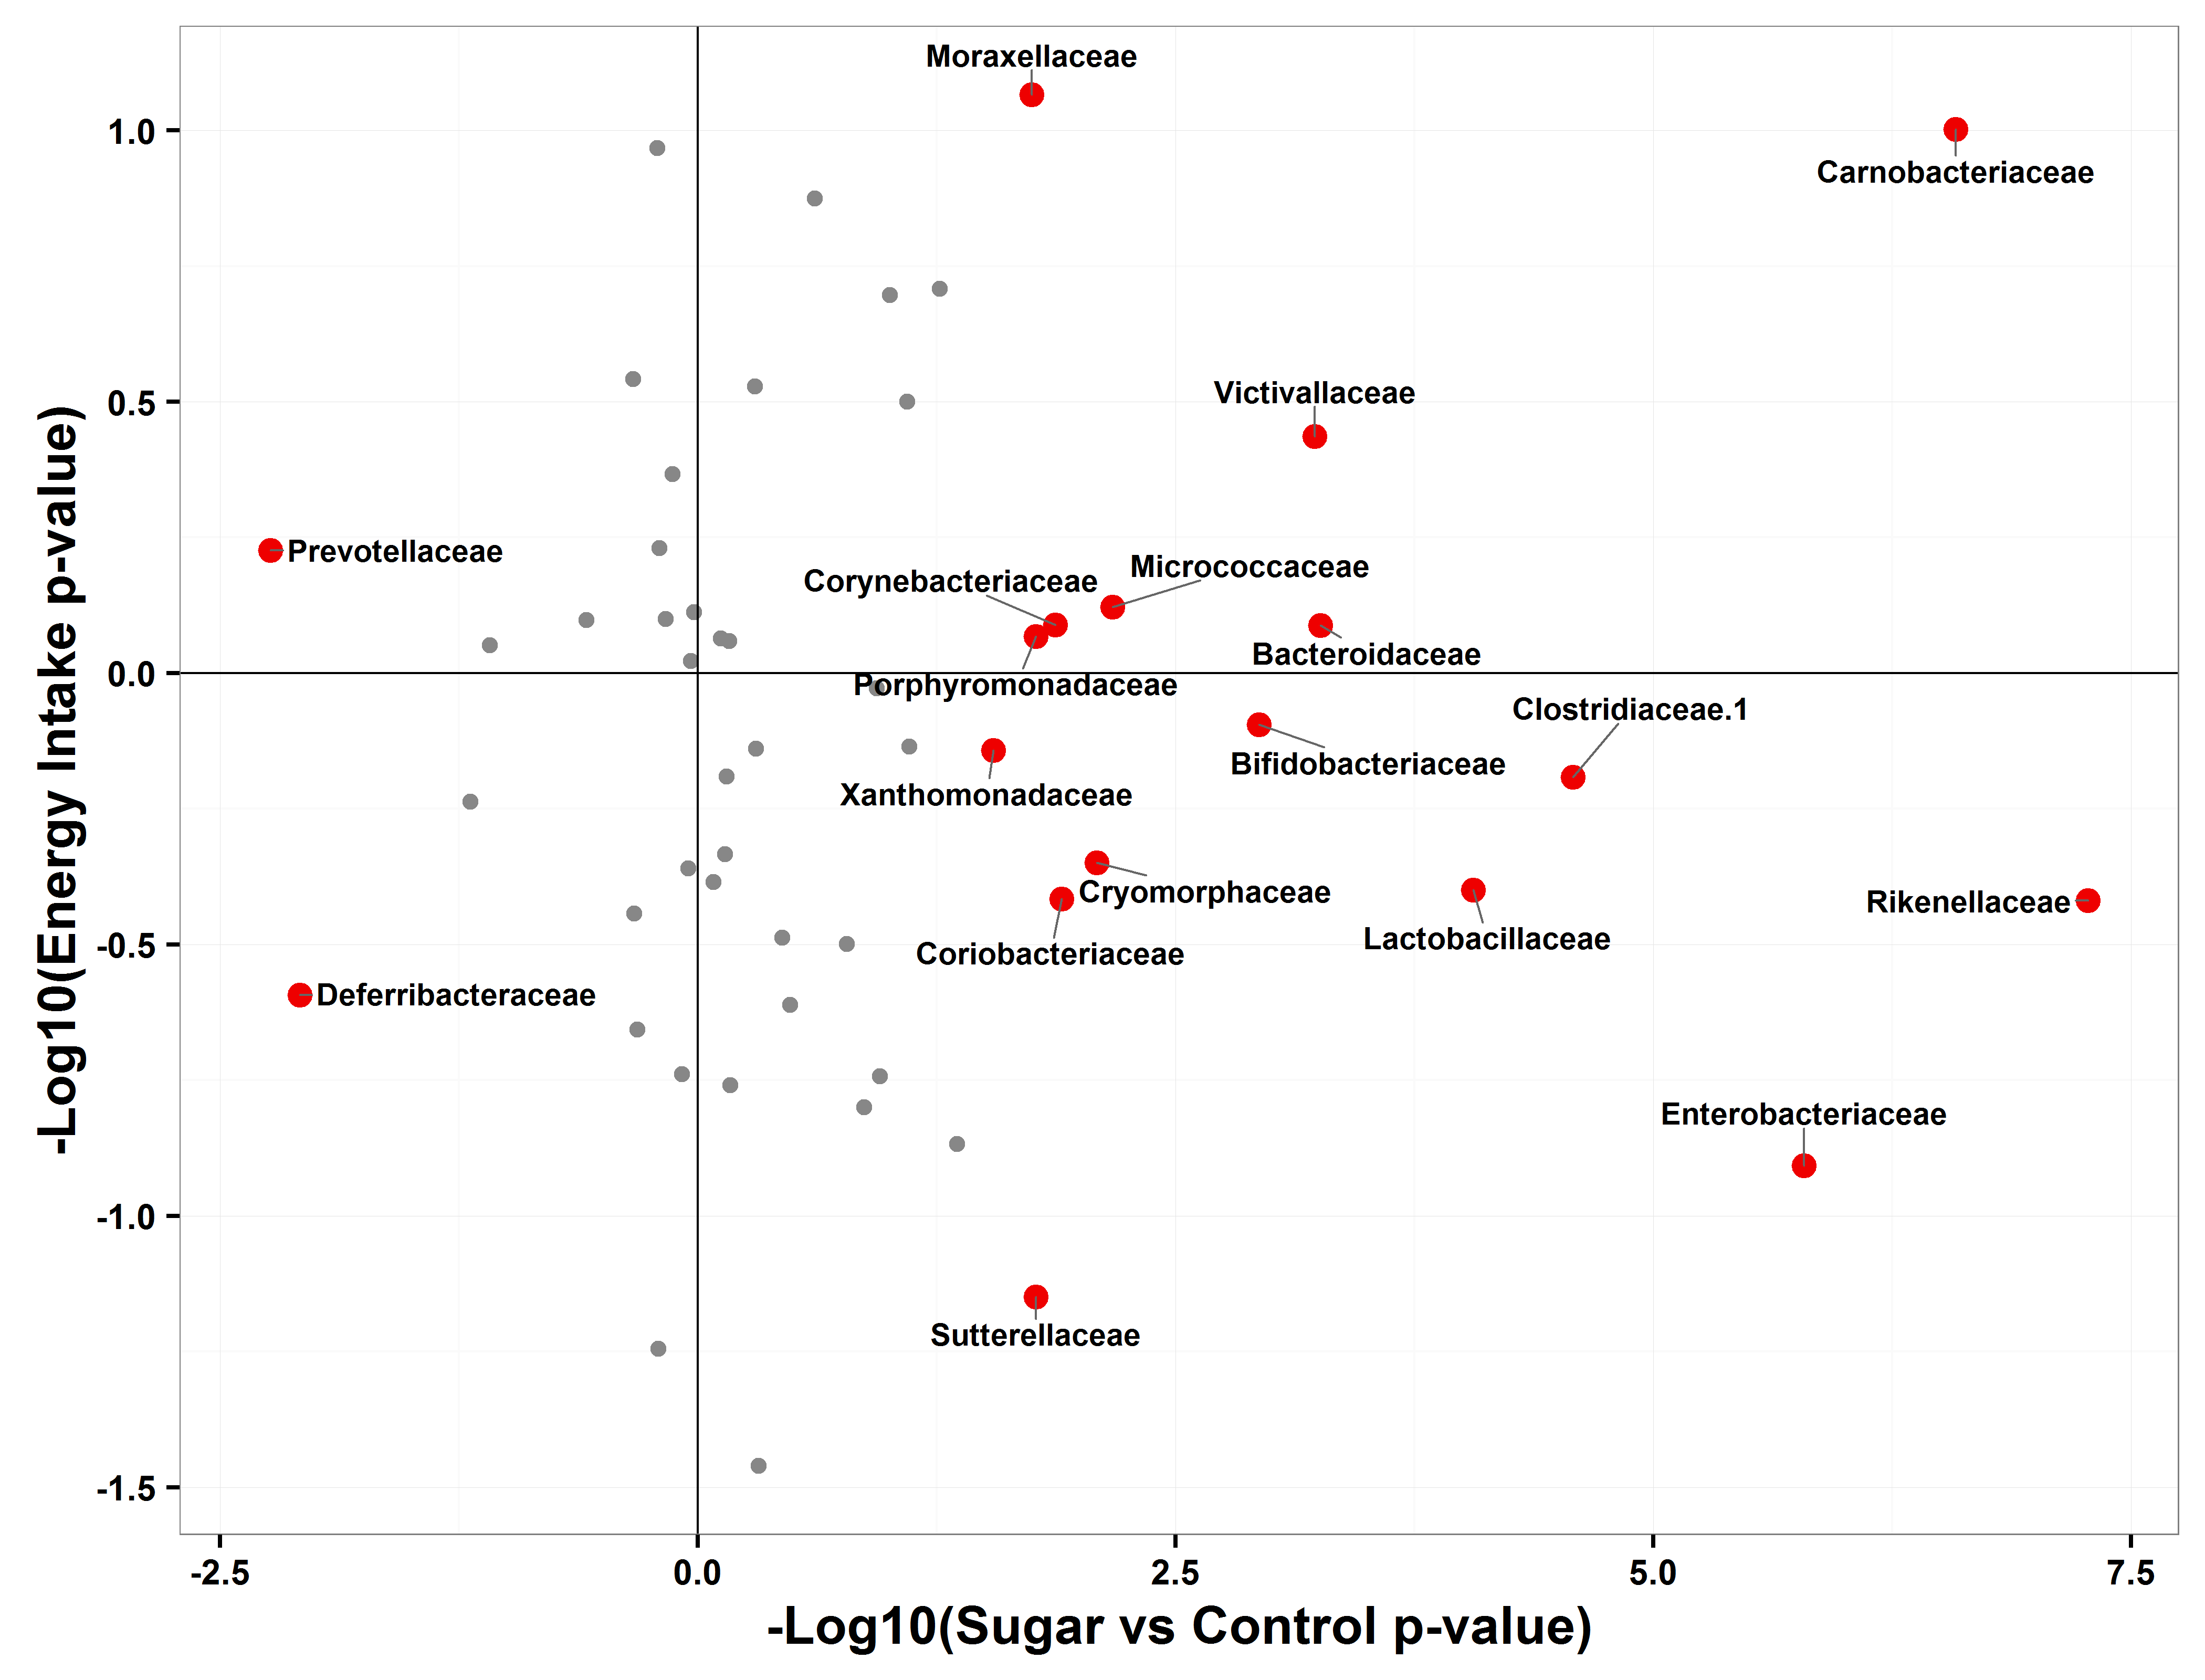 Moraxellaceae
1.0
Carnobacteriaceae
Victivallaceae
0.5
Prevotellaceae
Micrococcaceae
Corynebacteriaceae
Bacteroidaceae
0.0
Porphyromonadaceae
Clostridiaceae.1
Bifidobacteriaceae
Xanthomonadaceae
Cryomorphaceae
Rikenellaceae
Lactobacillaceae
-0.5
Coriobacteriaceae
Deferribacteraceae
Enterobacteriaceae
-1.0
Sutterellaceae
-1.5
-2.5 0.0 2.5 5.0 7.5
-Log10(Sugar vs Control p-value)
-Log10(Energy Intake p-value)